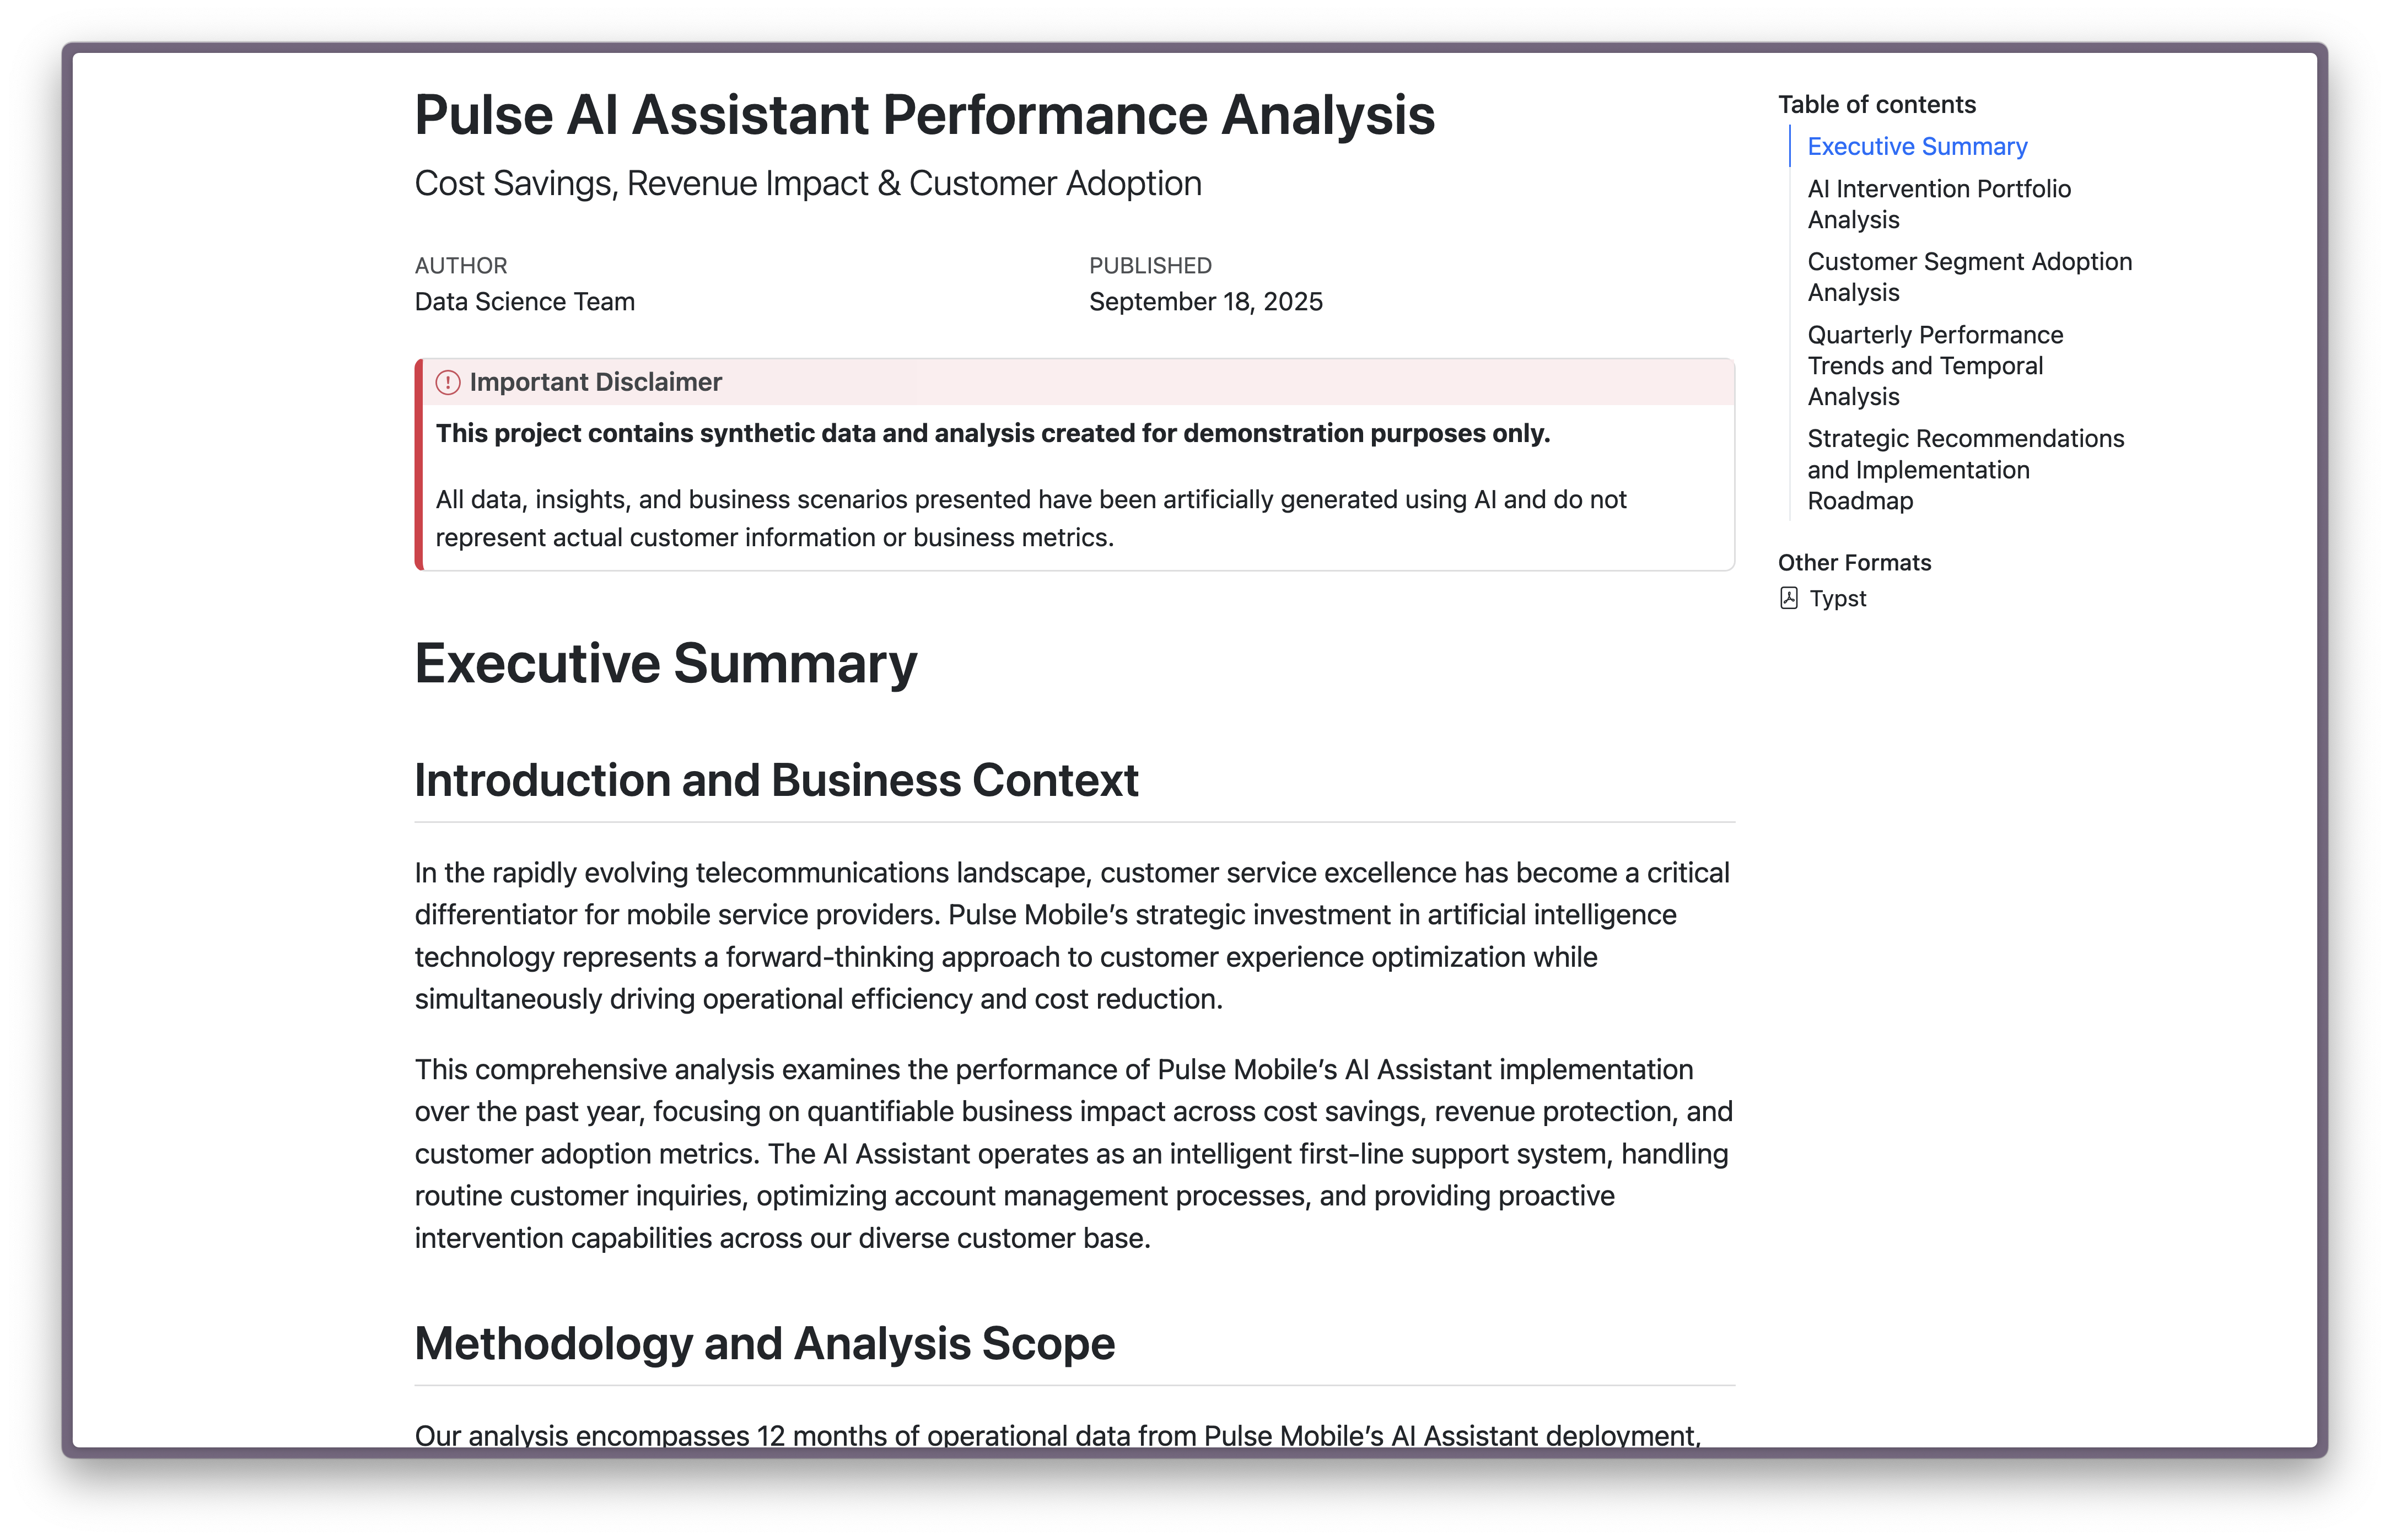 Pulse AI Assistant Performance Analysis
Cost Savings, Revenue Impact & Customer Adoption
AUTHOR
Data Science Team
PUBLISHED
September 18, 2025
Important Disclaimer
This project contains synthetic data and analysis created for demonstration purposes only.
All data, insights, and business scenarios presented have been artificially generated using AI and do not
represent actual customer information or business metrics.
Executive Summary
Introduction and Business Context
In the rapidly evolving telecommunications landscape, customer service excellence has become a critical
differentiator for mobile service providers. Pulse Mobile’s strategic investment in artificial intelligence
technology represents a forward-thinking approach to customer experience optimization while
simultaneously driving operational efficiency and cost reduction.
This comprehensive analysis examines the performance of Pulse Mobile’s AI Assistant implementation
over the past year, focusing on quantifiable business impact across cost savings, revenue protection, and
customer adoption metrics. The AI Assistant operates as an intelligent first-line support system, handling
routine customer inquiries, optimizing account management processes, and providing proactive
intervention capabilities across our diverse customer base.
Methodology and Analysis Scope
Our analysis encompasses 12 months of operational data from Pulse Mobile’s AI Assistant deployment,
Table of contents
Executive Summary
AI Intervention Portfolio
Analysis
Customer Segment Adoption
Analysis
Quarterly Performance
Trends and Temporal
Analysis
Strategic Recommendations
and Implementation
Roadmap
Other Formats
Typst